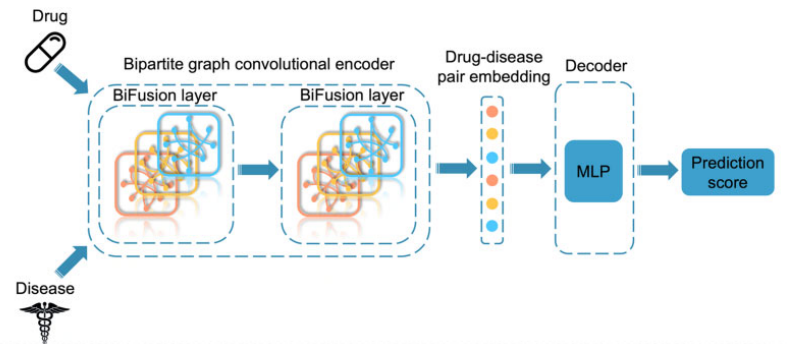 Drug
Bipartite graph convolutional encoder
BiFusion layer
BiFusion layer
Drug-disease
pair embedding
Decoder
MLP
Prediction
score
Disease